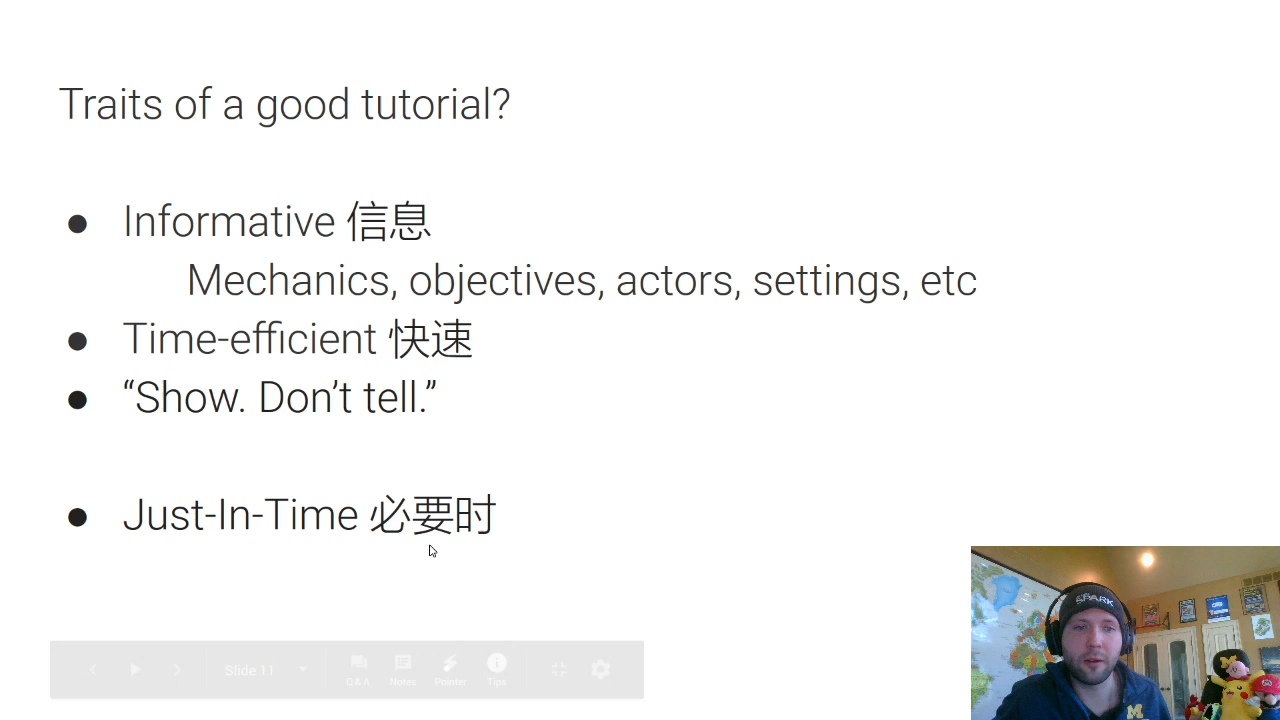 Traits of a good tutorial?
● Informative 信息
Mechanics, objectives, actors, settings, etc
● Time-efficient 快速
● “Show. Don’t tell.”
● Just-In-Time 必要时
Slide 11
Q&A Notes Pointer Tips
SPARK
M